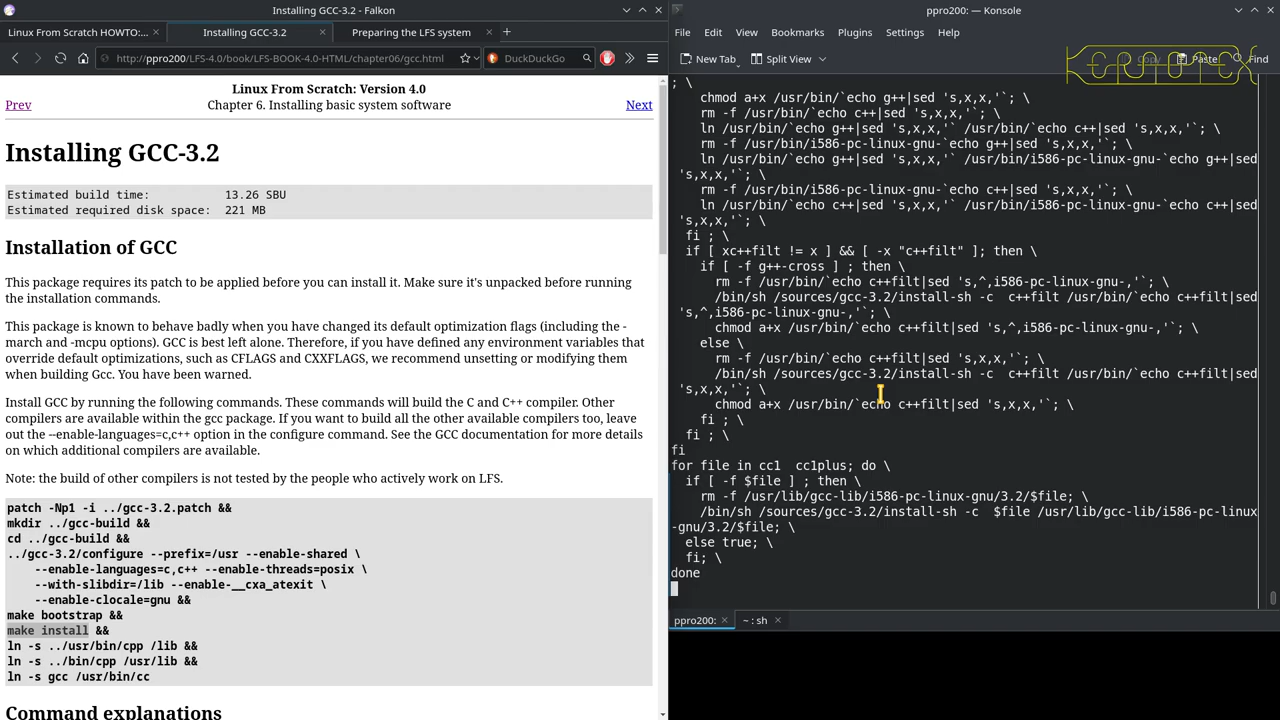 Installing GCC-3.2 - Falkon
Linux From Scratch HOWTO:...
Installing GCC-3.2
Preparing the LFS system
http://ppro200/LFS-4.0/book/LFS-BOOK-4.0-HTML/chapter06/gcc.html
DuckDuckGo
Linux From Scratch: Version 4.0
Prev
Chapter 6. Installing basic system software
Next
Installing GCC-3.2
Estimated build time:           13.26 SBU
Estimated required disk space:  221 MB
Installation of GCC
This package requires its patch to be applied before you can install it. Make sure it's unpacked before running
the installation commands.
This package is known to behave badly when you have changed its default optimization flags (including the -
march and -mcpu options). GCC is best left alone. Therefore, if you have defined any environment variables that
override default optimizations, such as CFLAGS and CXXFLAGS, we recommend unsetting or modifying them
when building Gcc. You have been warned.
Install GCC by running the following commands. These commands will build the C and C++ compiler. Other
compilers are available within the gcc package. If you want to build all the other available compilers too, leave
out the --enable-languages=c,c++ option in the configure command. See the GCC documentation for more details
on which additional compilers are available.
Note: the build of other compilers is not tested by the people who actively work on LFS.
patch -Np1 -i ../gcc-3.2.patch &&
mkdir ../gcc-build &&
cd ../gcc-build &&
../gcc-3.2/configure --prefix=/usr --enable-shared \
    --enable-languages=c,c++ --enable-threads=posix \
    --with-slibdir=/lib --enable-__cxa_atexit \
    --enable-clocale=gnu &&
make bootstrap &&
make install &&
ln -s ../usr/bin/cpp /lib &&
ln -s ../bin/cpp /usr/lib &&
ln -s gcc /usr/bin/cc
Command explanations
ppro200: — Konsole
File Edit View Bookmarks Plugins Settings Help
New Tab Split View Copy Paste Find
; \
    chmod a+x /usr/bin/`echo g++|sed 's,x,x,'`; \
    rm -f /usr/bin/`echo c++|sed 's,x,x,'`; \
    ln /usr/bin/`echo g++|sed 's,x,x,'` /usr/bin/`echo c++|sed 's,x,x,'`; \
    rm -f /usr/bin/i586-pc-linux-gnu-`echo g++|sed 's,x,x,'`; \
    ln /usr/bin/`echo g++|sed 's,x,x,'` /usr/bin/i586-pc-linux-gnu-`echo g++|sed
 's,x,x,'`; \
    rm -f /usr/bin/i586-pc-linux-gnu-`echo c++|sed 's,x,x,'`; \
    ln /usr/bin/`echo c++|sed 's,x,x,'` /usr/bin/i586-pc-linux-gnu-`echo c++|sed
 's,x,x,'`; \
  fi ; \
  if [ xc++filt != x ] && [ -x "c++filt" ]; then \
    if [ -f g++-cross ] ; then \
      rm -f /usr/bin/`echo c++filt|sed 's,^,i586-pc-linux-gnu-,'`; \
      /bin/sh /sources/gcc-3.2/install-sh -c  c++filt /usr/bin/`echo c++filt|sed
 's,^,i586-pc-linux-gnu-,'`; \
      chmod a+x /usr/bin/`echo c++filt|sed 's,^,i586-pc-linux-gnu-,'`; \
    else \
      rm -f /usr/bin/`echo c++filt|sed 's,x,x,'`; \
      /bin/sh /sources/gcc-3.2/install-sh -c  c++filt /usr/bin/`echo c++filt|sed
 's,x,x,'`; \
      chmod a+x /usr/bin/`echo c++filt|sed 's,x,x,'`; \
    fi ; \
  fi ; \
fi
for file in cc1  cc1plus; do \
  if [ -f $file ] ; then \
    rm -f /usr/lib/gcc-lib/i586-pc-linux-gnu/3.2/$file; \
    /bin/sh /sources/gcc-3.2/install-sh -c  $file /usr/lib/gcc-lib/i586-pc-linux
-gnu/3.2/$file; \
  else true; \
  fi; \
done
ppro200:
~ : sh